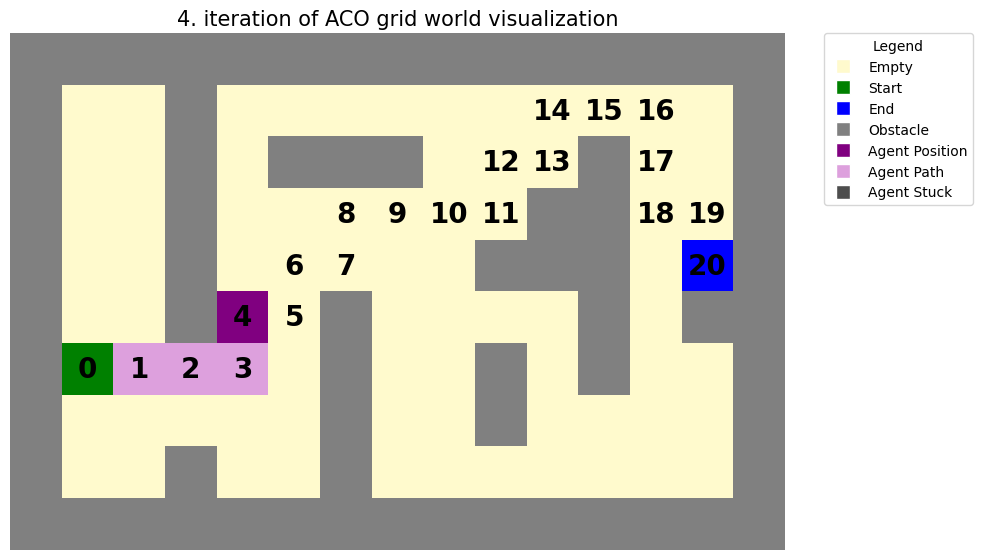 4. iteration of ACO grid world visualization
14 15 16
12 13 17
8 9 10 11 18 19
6 7 20
4 5
0 1 2 3
Legend
Empty
Start
End
Obstacle
Agent Position
Agent Path
Agent Stuck